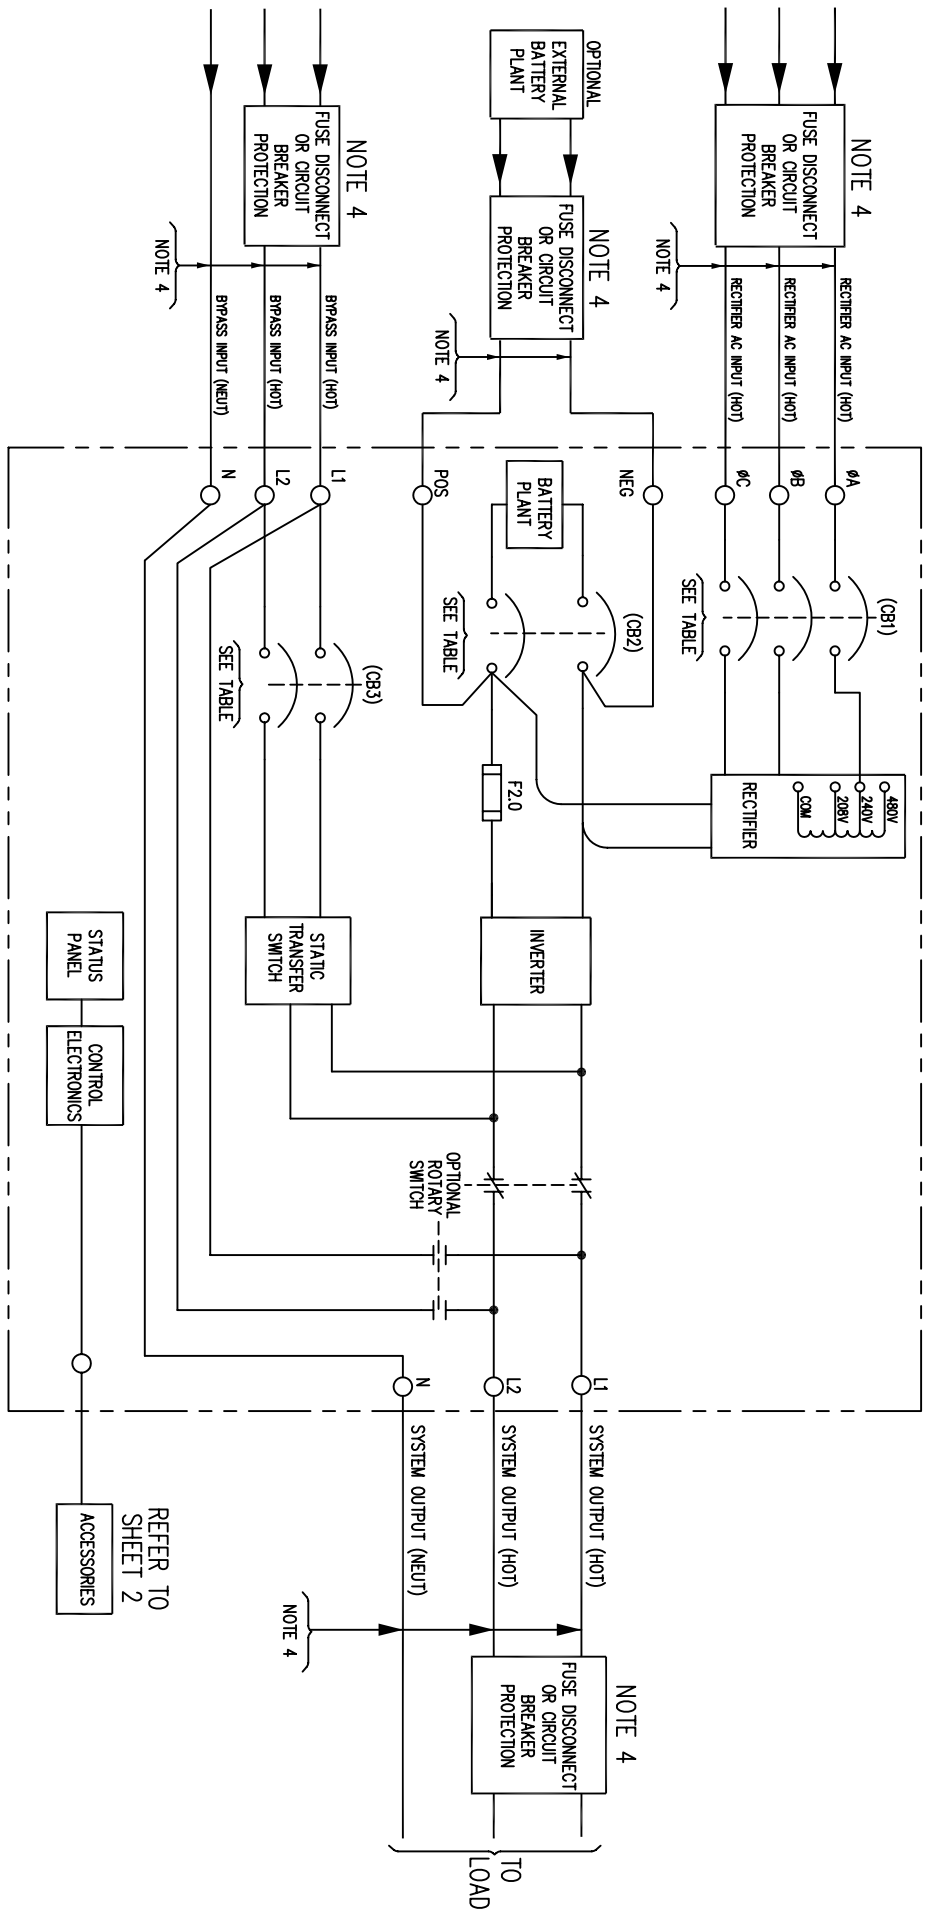 NOTE 4
FUSE DISCONNECT
OR CIRCUIT
BREAKER
PROTECTION
NOTE 4
RECTIFIER AC INPUT (HOT)
RECTIFIER AC INPUT (HOT)
RECTIFIER AC INPUT (HOT)
ØA
ØB
ØC
(CB1)
SEE TABLE
480V
240V
208V
COM
RECTIFIER
OPTIONAL
EXTERNAL
BATTERY
PLANT
NOTE 4
FUSE DISCONNECT
OR CIRCUIT
BREAKER
PROTECTION
NOTE 4
NEG
POS
BATTERY
PLANT
(CB2)
SEE TABLE
F2.0
INVERTER
OPTIONAL
ROTARY
SWITCH
L1
L2
N
SYSTEM OUTPUT (HOT)
SYSTEM OUTPUT (HOT)
SYSTEM OUTPUT (NEUT)
NOTE 4
NOTE 4
FUSE DISCONNECT
OR CIRCUIT
BREAKER
PROTECTION
TO
LOAD
NOTE 4
FUSE DISCONNECT
OR CIRCUIT
BREAKER
PROTECTION
NOTE 4
BYPASS INPUT (HOT)
BYPASS INPUT (HOT)
BYPASS INPUT (NEUT)
L1
L2
N
(CB3)
SEE TABLE
STATIC
TRANSFER
SWITCH
STATUS
PANEL
CONTROL
ELECTRONICS
REFER TO
SHEET 2
ACCESSORIES